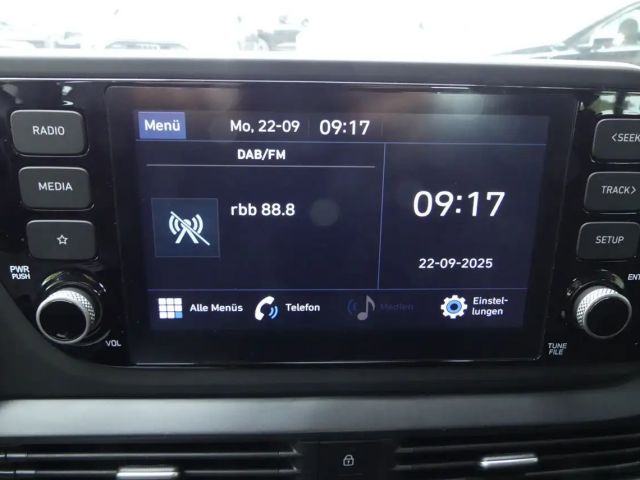 Menü Mo, 22-09 09:17
DAB/FM
rbb 88.8
09:17
22-09-2025
Alle Menüs
Telefon
Medien
Einstel-
lungen
RADIO
MEDIA
PWR
PUSH
VOL
<SEEK
TRACK>
SETUP
ENT
TUNE
FILE